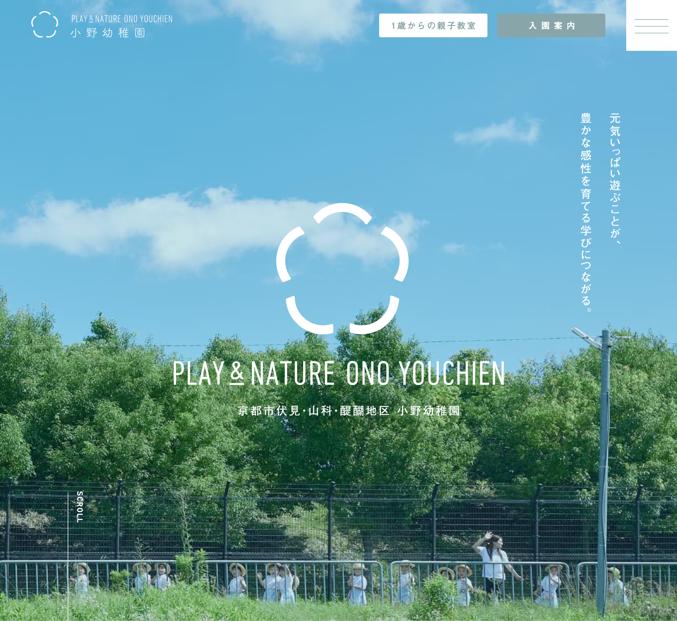 PLAY & NATURE ONO YOUCHIEN
小野幼稚園
1歳からの親子教室
入園案内
元気いっぱい遊ぶことが、
豊かな感性を育てる学びにつながる。
PLAY & NATURE ONO YOUCHIEN
京都市伏見・山科・醍醐地区 小野幼稚園
SCROLL